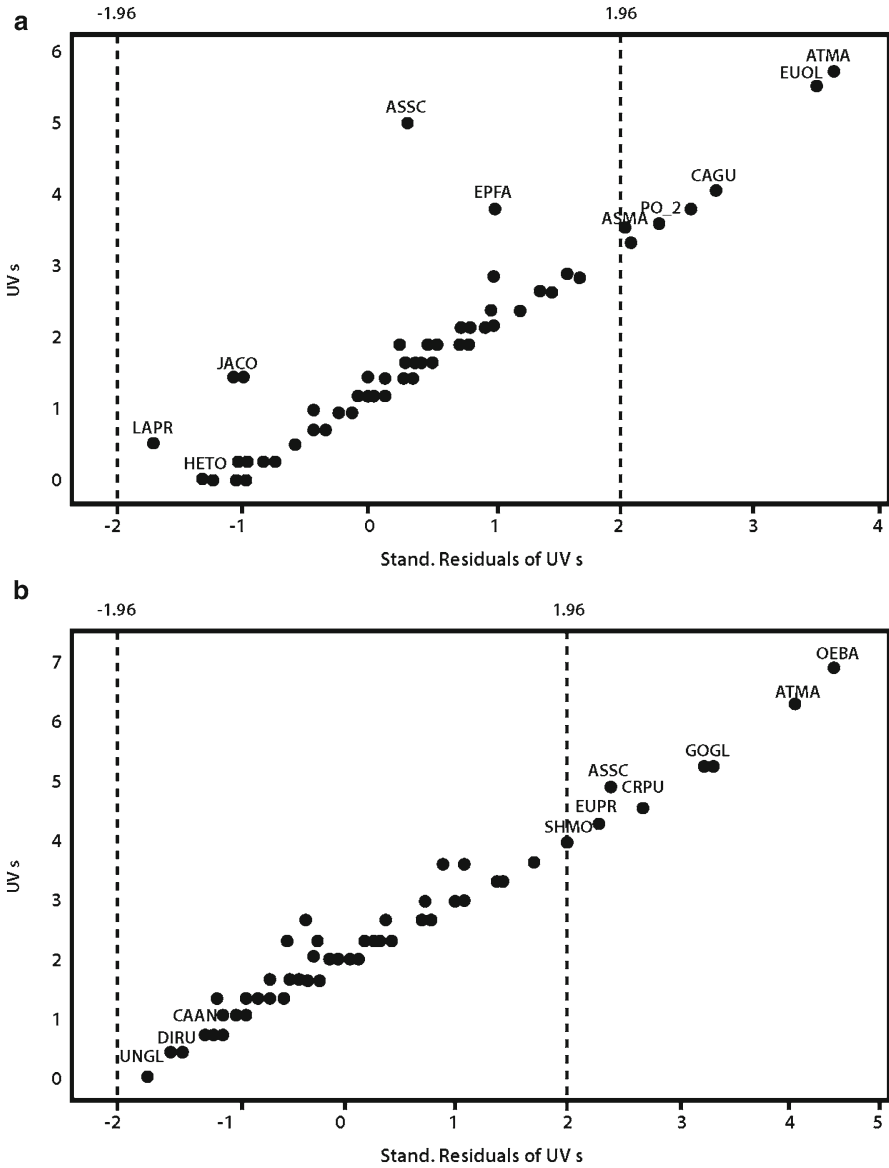 a
-1.96 1.96
6
ATMA
EUOL
5
ASSC
4
EPFA
CAGU
PO_2
ASMA
3
UV s
2
JACO
1
LAPR
HETO
0
-2 -1 0 1 2 3 4
Stand. Residuals of UV s
b
-1.96 1.96
7
OEBA
ATMA
6
GOGL
5
ASSC
CRPU
EUPR
SHMO
4
UV s
3
2
CAAN
1
DIRU
UNGL
0
-2 -1 0 1 2 3 4 5
Stand. Residuals of UV s